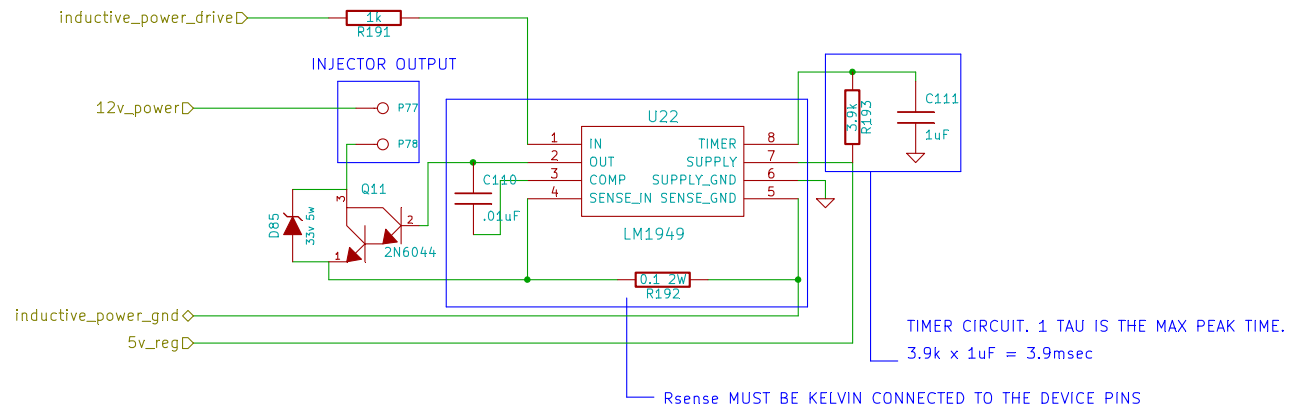 inductive_power_drive
1k
R191
INJECTOR OUTPUT
12v_power
P77
P78
U22
1 IN TIMER 8
2 OUT SUPPLY 7
3 COMP SUPPLY_GND 6
4 SENSE_IN SENSE_GND 5
LM1949
3.9k
R193
C111
1uF
C110
.01uF
Q11
3
2
1
2N6044
D85
33v 5w
0.1 2W
R192
inductive_power_gnd
5v_reg
TIMER CIRCUIT. 1 TAU IS THE MAX PEAK TIME.
3.9k x 1uF = 3.9msec
Rsense MUST BE KELVIN CONNECTED TO THE DEVICE PINS